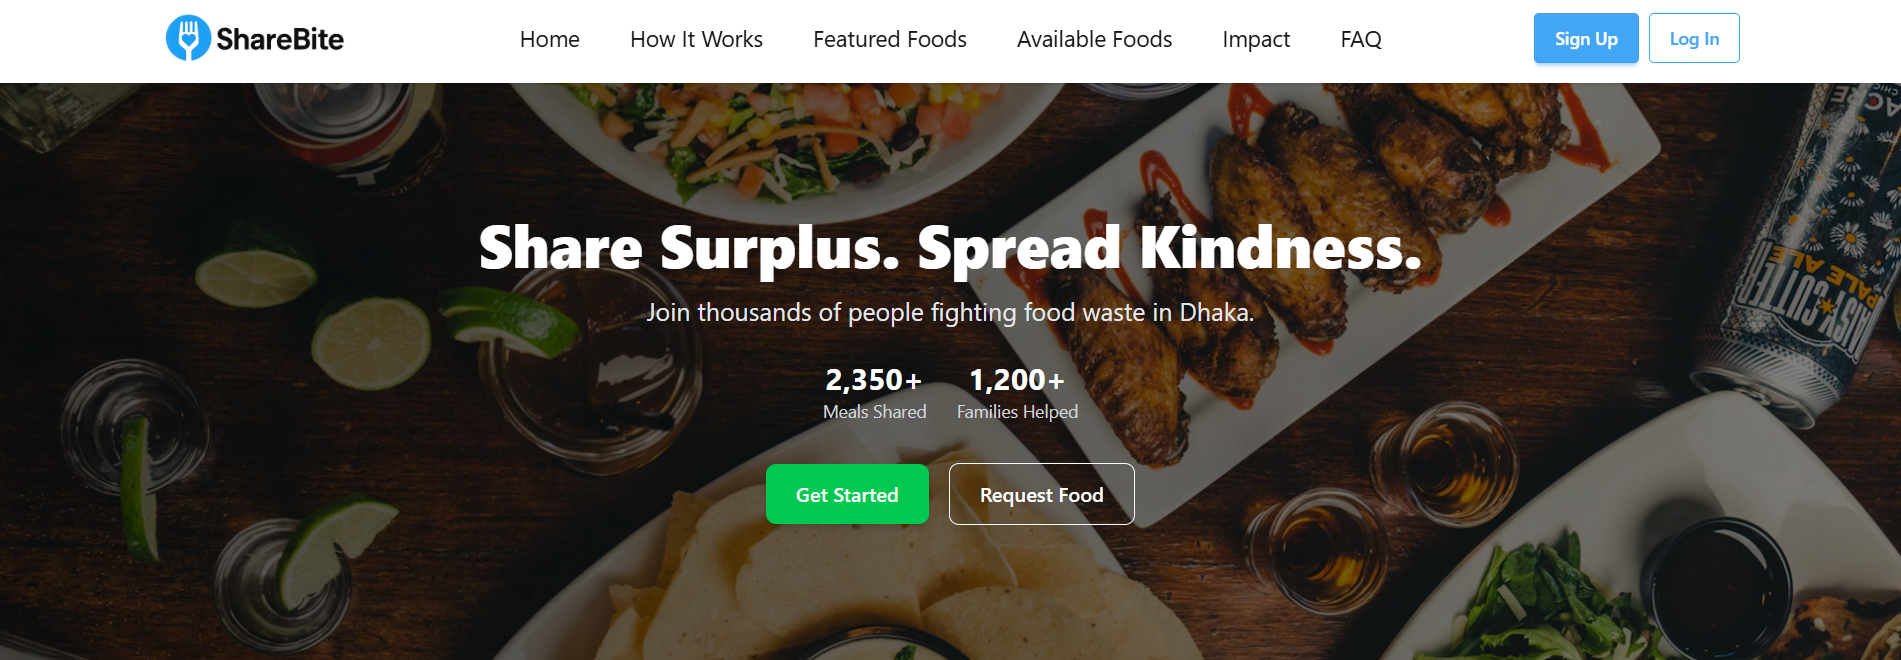 ShareBite
Home How It Works Featured Foods Available Foods Impact FAQ
Sign Up Log In
Share Surplus. Spread Kindness.
Join thousands of people fighting food waste in Dhaka.
2,350+ 1,200+
Meals Shared Families Helped
Get Started Request Food
PALE ALE